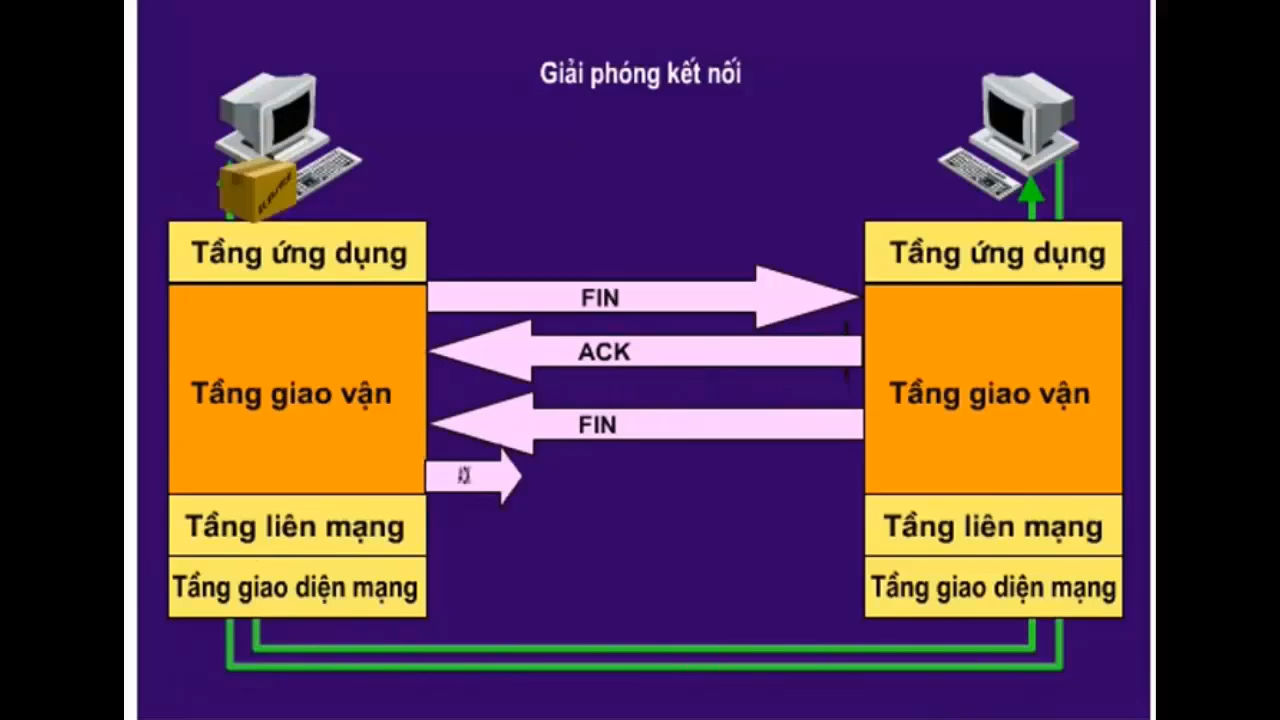 Giải phóng kết nối
Tầng ứng dụng
Tầng giao vận
Tầng liên mạng
Tầng giao diện mạng
FIN
ACK
FIN
ACK
Tầng ứng dụng
Tầng giao vận
Tầng liên mạng
Tầng giao diện mạng